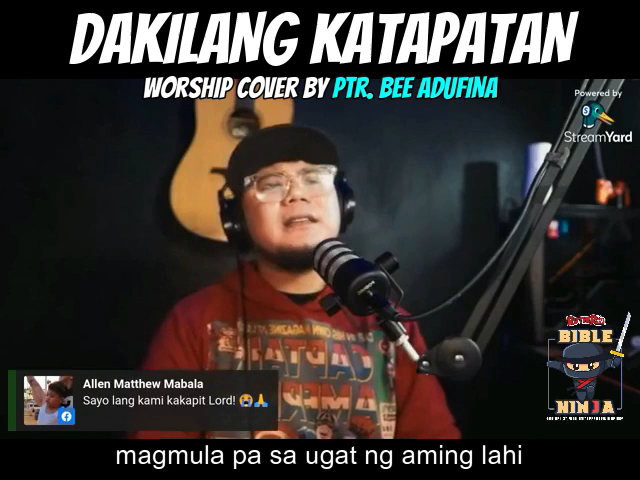 DAKILANG KATAPATAN
WORSHIP COVER BY PTR. BEE ADUFINA
Powered by
StreamYard
BIBLE
NINJA
Allen Matthew Mabala
Sayo lang kami kakapit Lord! 😭🙏
magmula pa sa ugat ng aming lahi